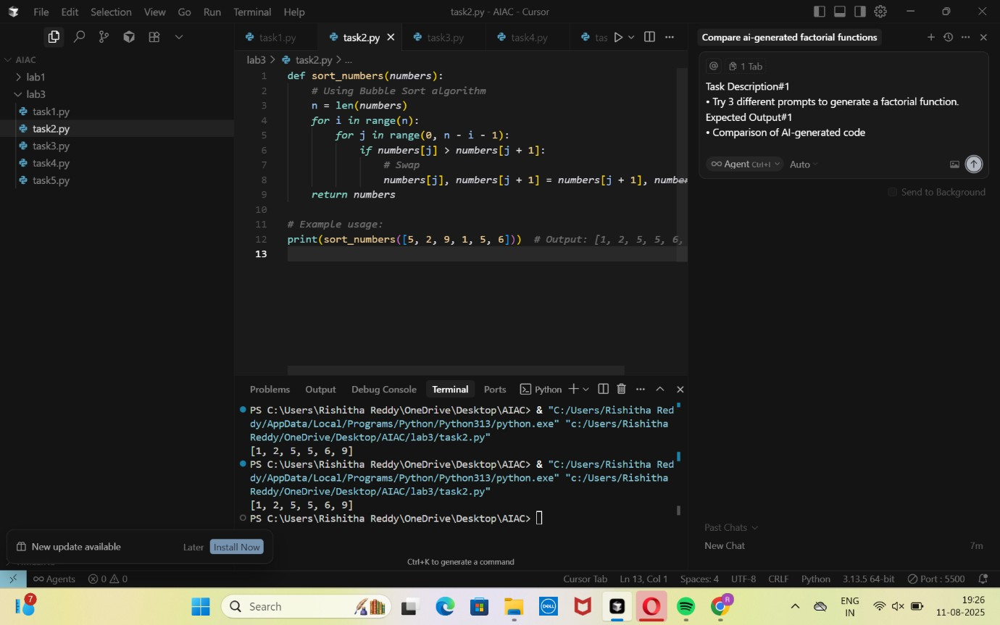 File Edit Selection View Go Run Terminal Help
task2.py - AIAC - Cursor
AIAC
lab1
lab3
task1.py
task2.py
task3.py
task4.py
task5.py
task1.py
task2.py
task3.py
task4.py
tas
lab3 > task2.py > ...
1 def sort_numbers(numbers):
2 # Using Bubble Sort algorithm
3 n = len(numbers)
4 for i in range(n):
5 for j in range(0, n - i - 1):
6 if numbers[j] > numbers[j + 1]:
7 # Swap
8 numbers[j], numbers[j + 1] = numbers[j + 1], number
9 return numbers
10
11 # Example usage:
12 print(sort_numbers([5, 2, 9, 1, 5, 6])) # Output: [1, 2, 5, 5, 6,
13
Problems Output Debug Console Terminal Ports Python
PS C:\Users\Rishitha Reddy\OneDrive\Desktop\AIAC> & "C:/Users/Rishitha Red
dy/AppData/Local/Programs/Python/Python313/python.exe" "c:/Users/Rishitha
Reddy/OneDrive/Desktop/AIAC/lab3/task2.py"
[1, 2, 5, 5, 6, 9]
PS C:\Users\Rishitha Reddy\OneDrive\Desktop\AIAC> & "C:/Users/Rishitha Red
dy/AppData/Local/Programs/Python/Python313/python.exe" "c:/Users/Rishitha
Reddy/OneDrive/Desktop/AIAC/lab3/task2.py"
[1, 2, 5, 5, 6, 9]
PS C:\Users\Rishitha Reddy\OneDrive\Desktop\AIAC>
Ctrl+K to generate a command
Compare ai-generated factorial functions
@ 1 Tab
Task Description#1
• Try 3 different prompts to generate a factorial function.
Expected Output#1
• Comparison of AI-generated code
Agent Ctrl+I Auto
Send to Background
Past Chats
New Chat 7m
New update available Later Install Now
Agents 0 0
Cursor Tab Ln 13, Col 1 Spaces: 4 UTF-8 CRLF Python 3.13.5 64-bit Port : 5500
7
Search
DELL
R
ENG
IN
19:26
11-08-2025